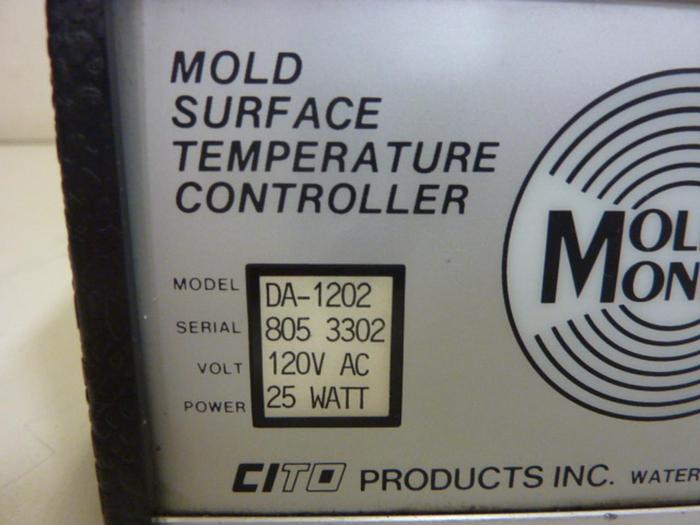 MOLD
SURFACE
TEMPERATURE
CONTROLLER
MODEL DA-1202
SERIAL 805 3302
VOLT 120V AC
POWER 25 WATT
CITO PRODUCTS INC. WATER